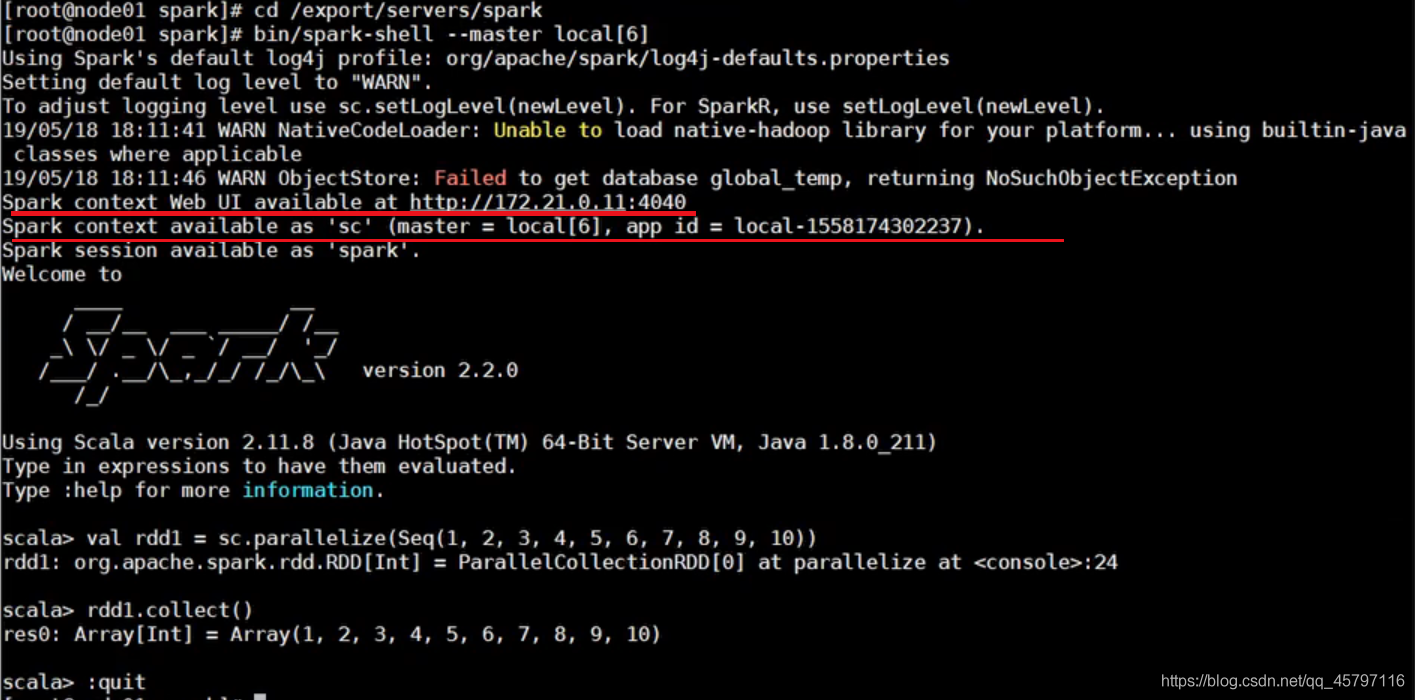 [root@node01 spark]# cd /export/servers/spark
[root@node01 spark]# bin/spark-shell --master local[6]
Using Spark's default log4j profile: org/apache/spark/log4j-defaults.properties
Setting default log level to "WARN".
To adjust logging level use sc.setLogLevel(newLevel). For SparkR, use setLogLevel(newLevel).
19/05/18 18:11:41 WARN NativeCodeLoader: Unable to load native-hadoop library for your platform... using builtin-java
classes where applicable
19/05/18 18:11:46 WARN ObjectStore: Failed to get database global_temp, returning NoSuchObjectException
Spark context Web UI available at http://172.21.0.11:4040
Spark context available as 'sc' (master = local[6], app id = local-1558174302237).
Spark session available as 'spark'.
Welcome to
Spark
version 2.2.0
Using Scala version 2.11.8 (Java HotSpot(TM) 64-Bit Server VM, Java 1.8.0_211)
Type in expressions to have them evaluated.
Type :help for more information.
scala> val rdd1 = sc.parallelize(Seq(1, 2, 3, 4, 5, 6, 7, 8, 9, 10))
rdd1: org.apache.spark.rdd.RDD[Int] = ParallelCollectionRDD[0] at parallelize at <console>:24
scala> rdd1.collect()
res0: Array[Int] = Array(1, 2, 3, 4, 5, 6, 7, 8, 9, 10)
scala> :quit
https://blog.csdn.net/qq_45797116